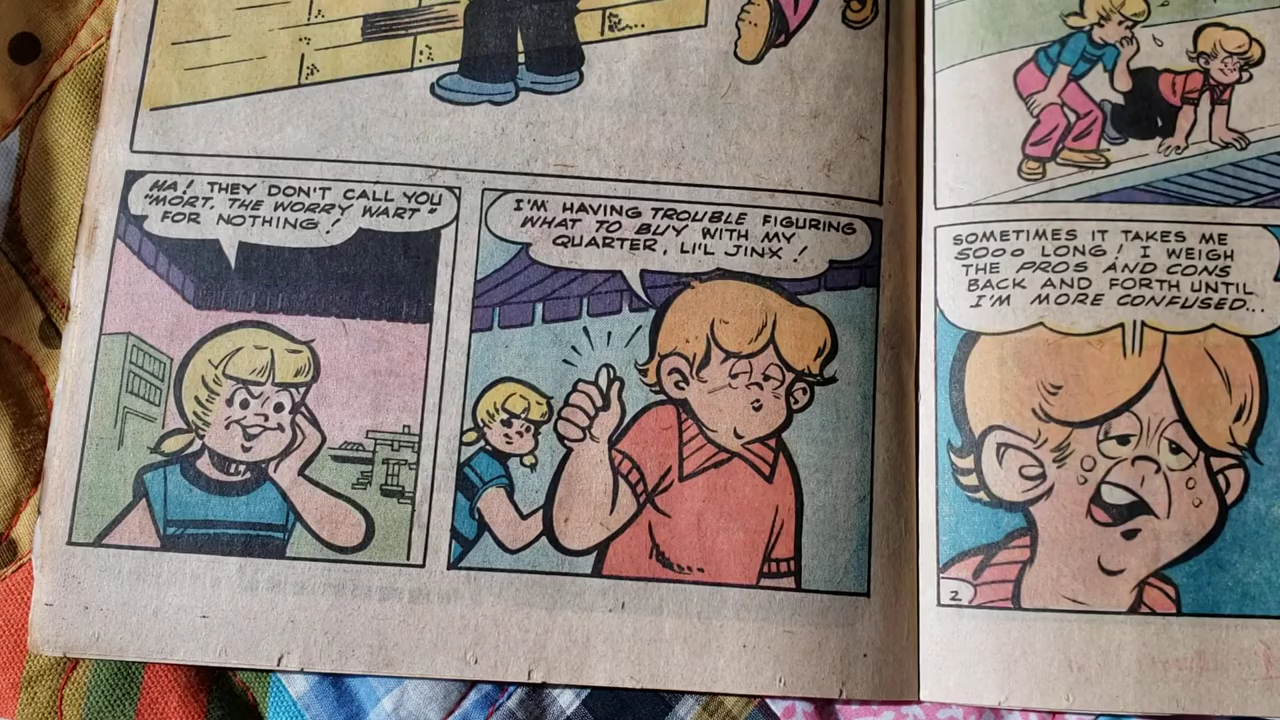 HA! THEY DON'T CALL YOU
"MORT, THE WORRY WART"
FOR NOTHING!
I'M HAVING TROUBLE FIGURING
WHAT TO BUY WITH MY
QUARTER, LI'L JINX!
SOMETIMES IT TAKES ME
SOOO LONG! I WEIGH
THE PROS AND CONS
BACK AND FORTH UNTIL
I'M MORE CONFUSED...
2